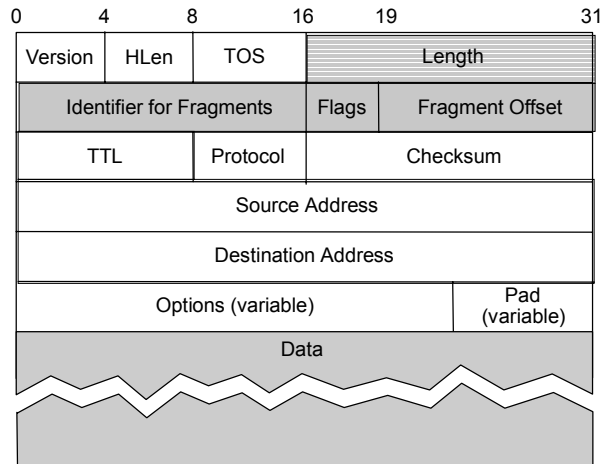 0 4 8 16 19 31
Version HLen TOS Length
Identifier for Fragments Flags Fragment Offset
TTL Protocol Checksum
Source Address
Destination Address
Options (variable) Pad
(variable)
Data